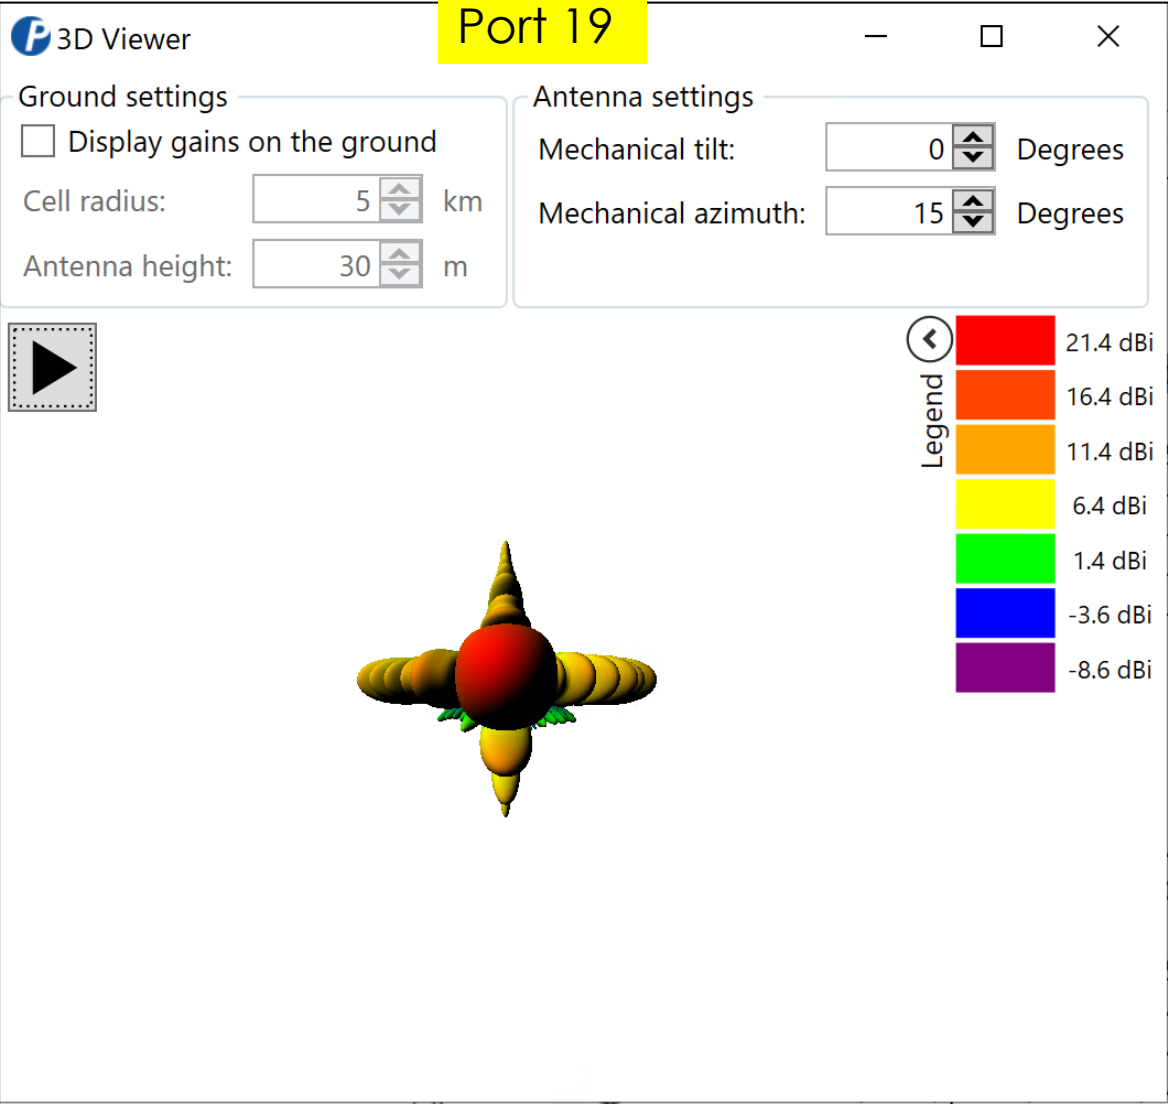 Port 19
3D Viewer
Ground settings
Display gains on the ground
Cell radius: 5 km
Antenna height: 30 m
Antenna settings
Mechanical tilt: 0 Degrees
Mechanical azimuth: 15 Degrees
Legend
21.4 dBi
16.4 dBi
11.4 dBi
6.4 dBi
1.4 dBi
-3.6 dBi
-8.6 dBi